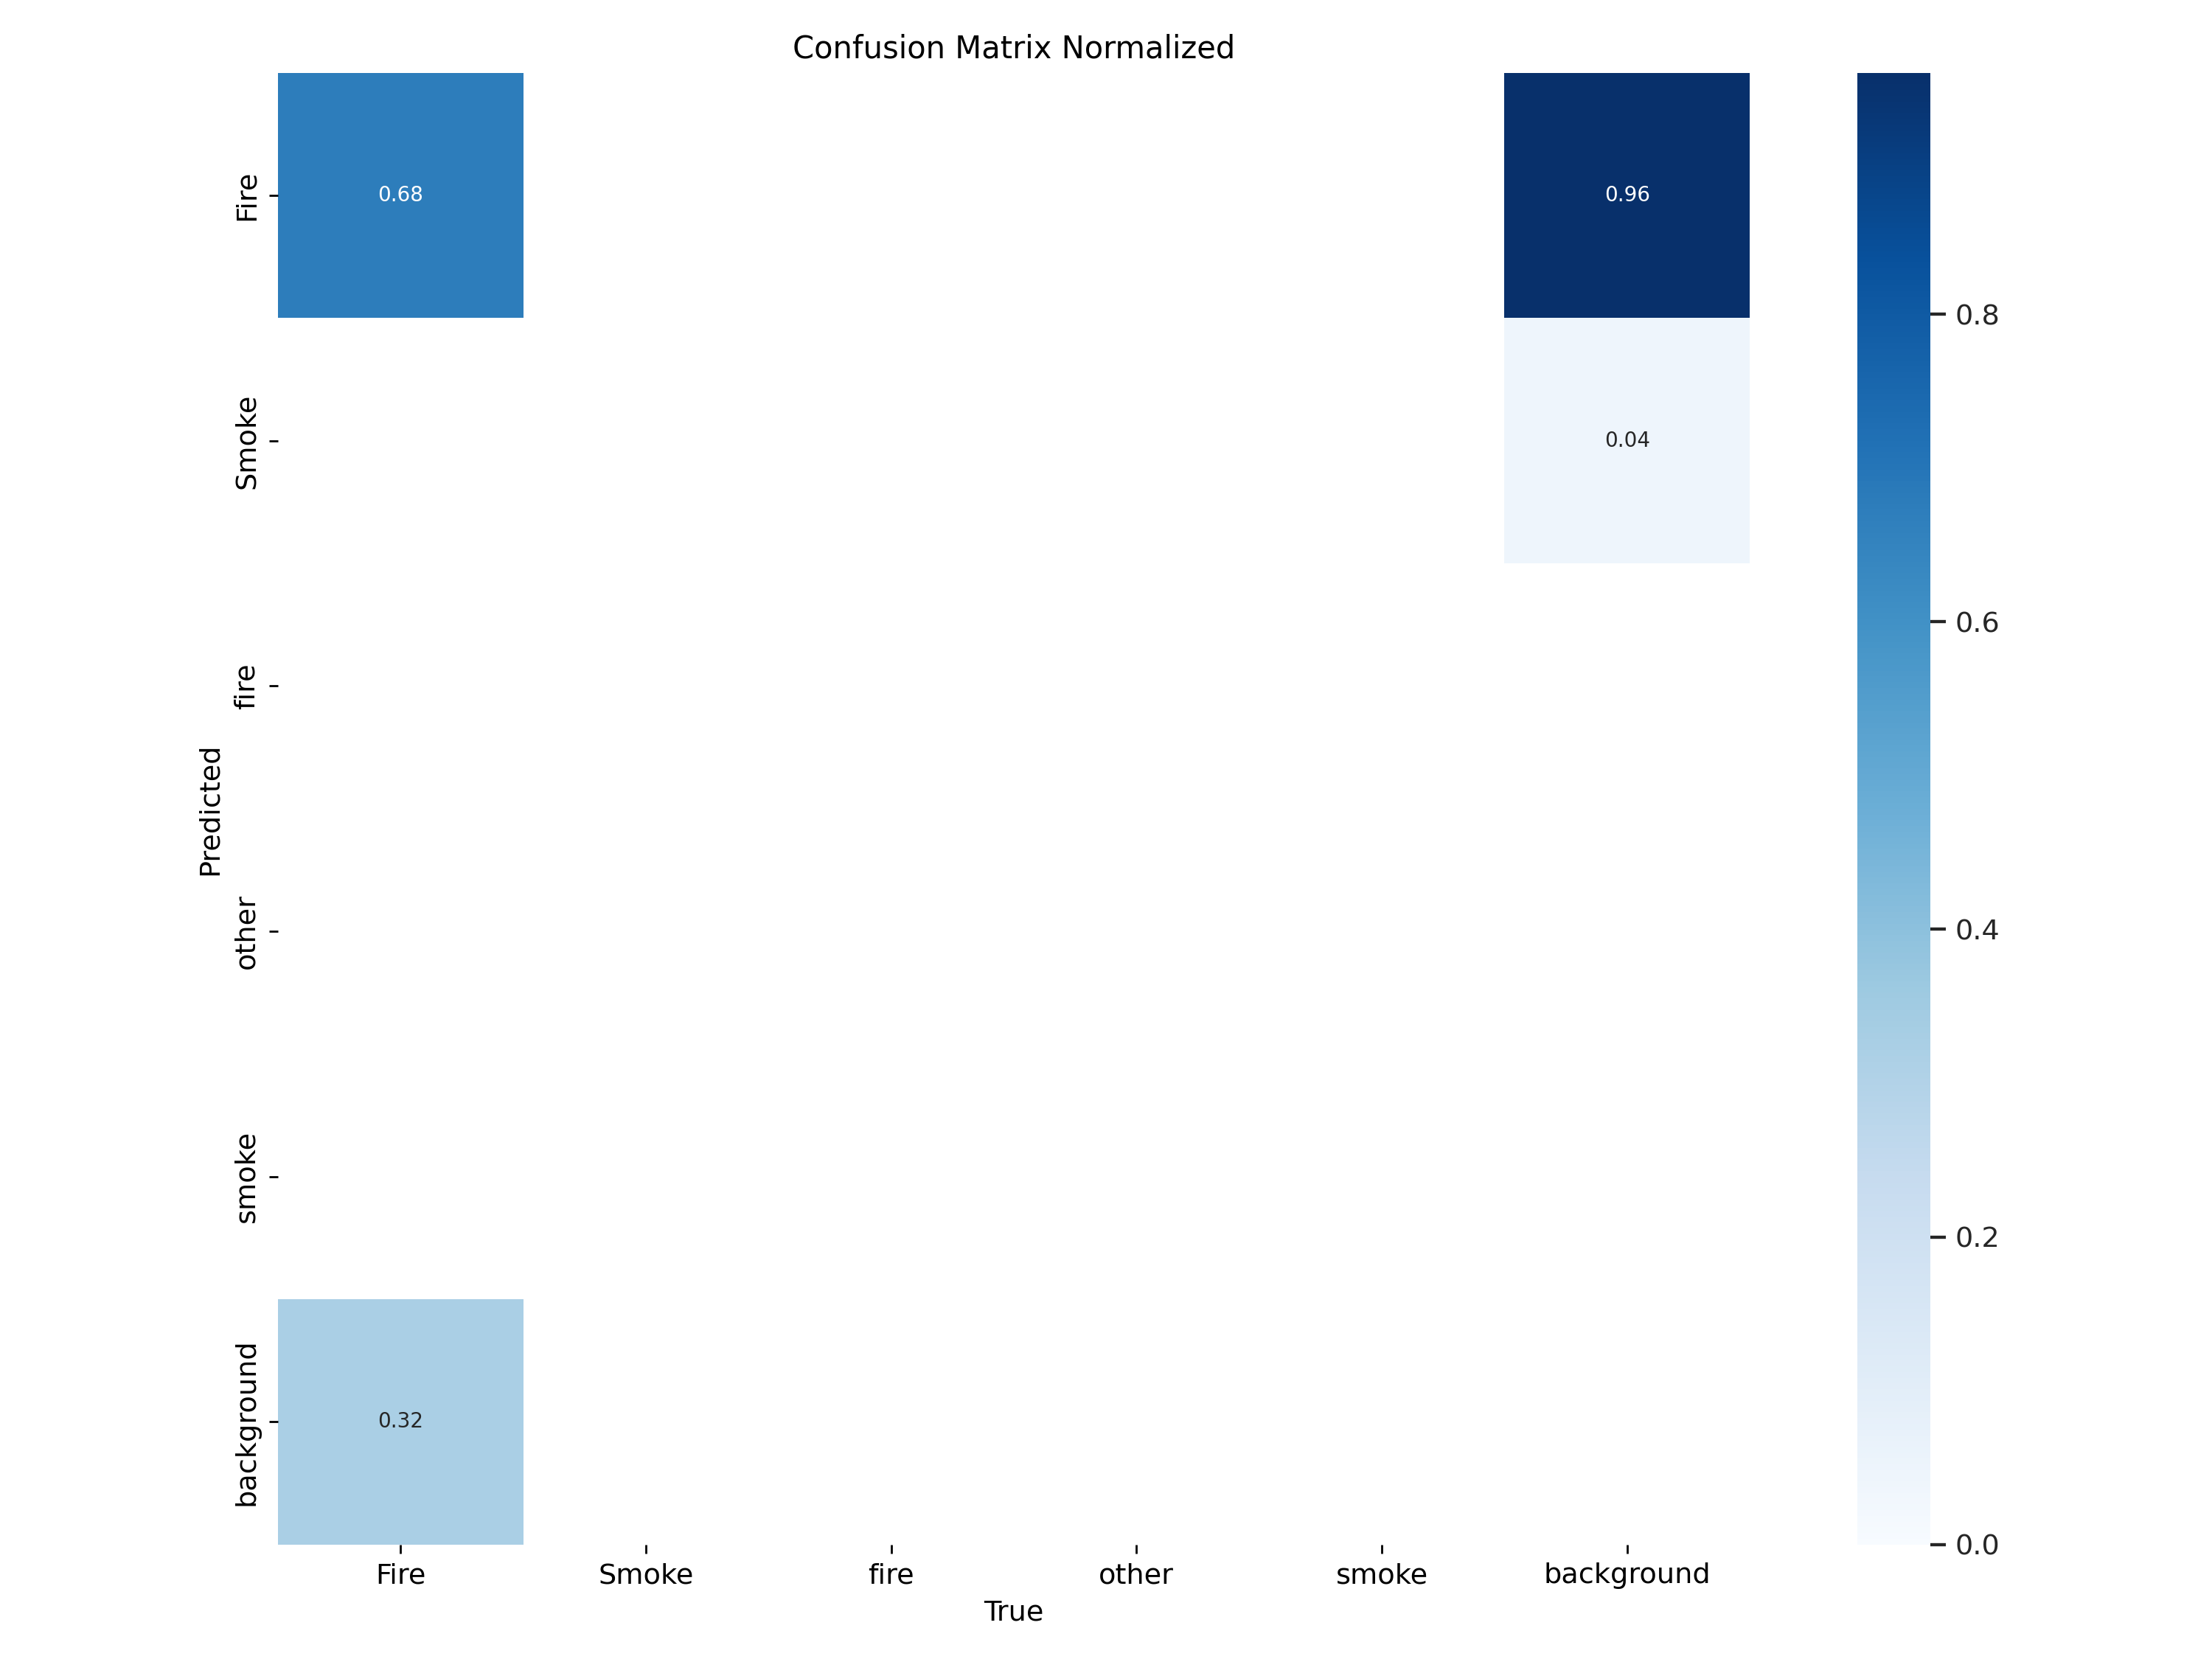 Confusion Matrix Normalized
Fire
0.68
0.96
Smoke
0.04
0.8
0.6
fire
Predicted
other
0.4
smoke
0.2
background
0.32
0.0
Fire
Smoke
fire
other
smoke
background
True